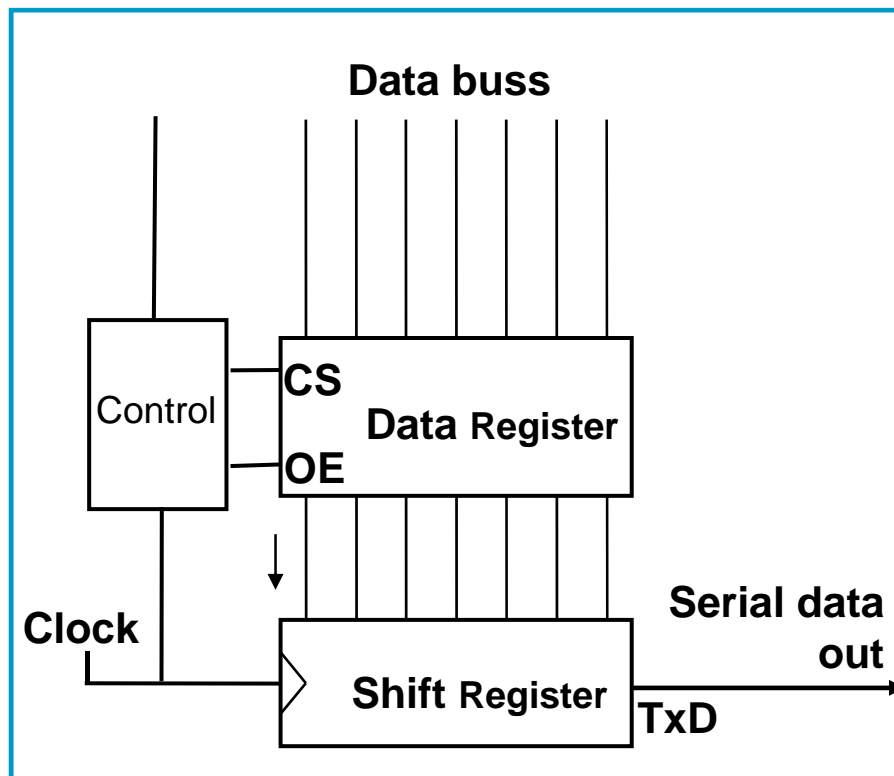 Data buss
CS
Control
Data Register
OE
Serial data
out
Clock
Shift Register
TxD